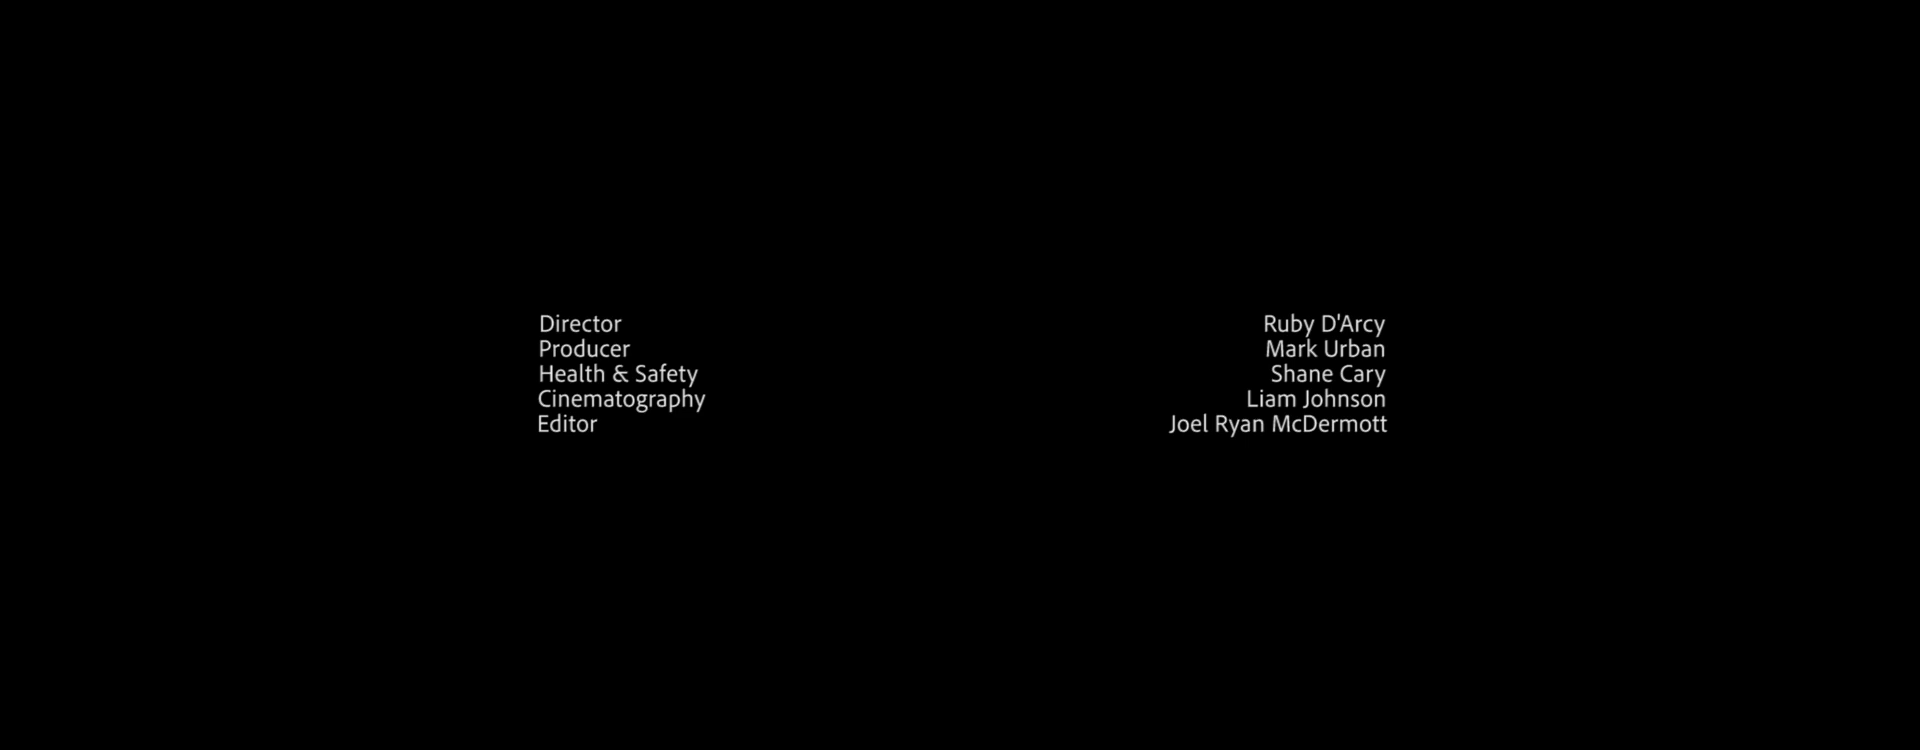 Director Ruby D'Arcy
Producer Mark Urban
Health & Safety Shane Cary
Cinematography Liam Johnson
Editor Joel Ryan McDermott